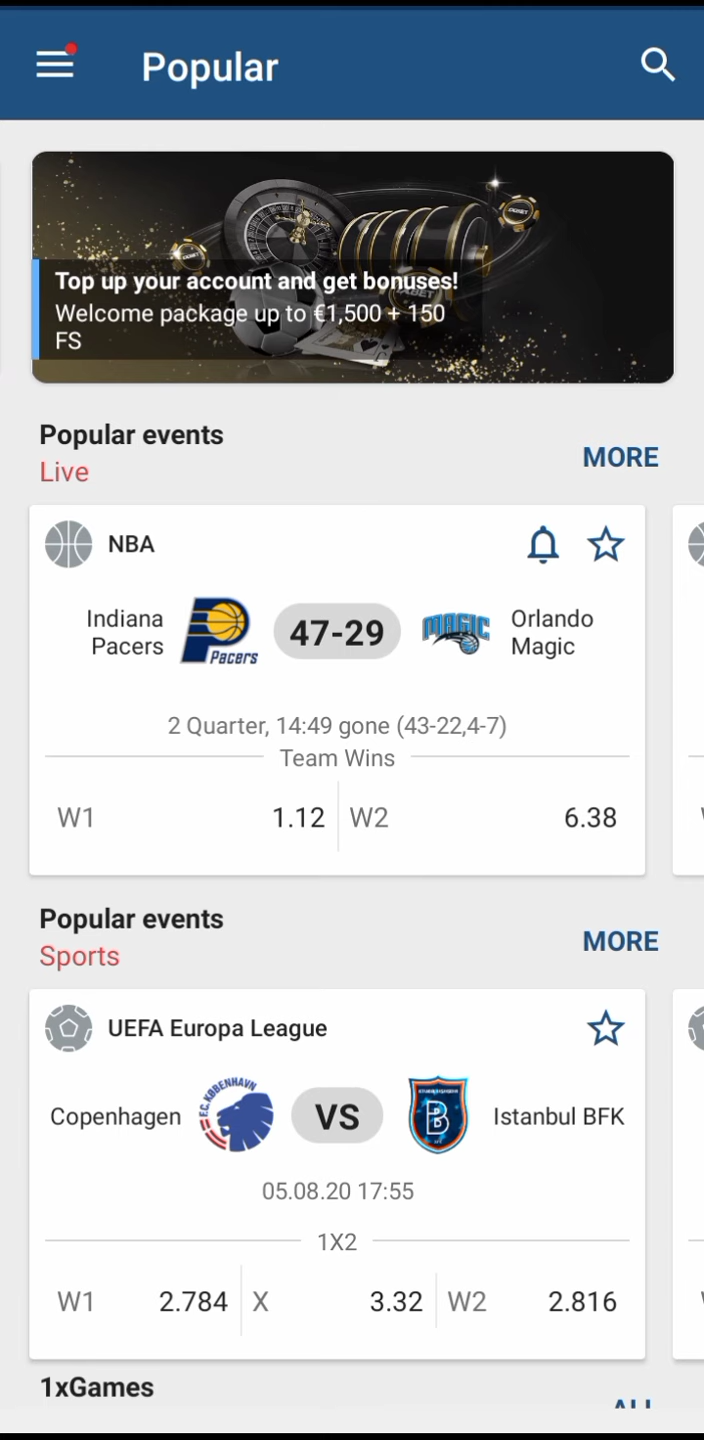 Popular
Top up your account and get bonuses!
Welcome package up to €1,500 + 150
FS
Popular events
Live
MORE
NBA
Indiana
Pacers
Pacers
47-29
MAGIC
Orlando
Magic
2 Quarter, 14:49 gone (43-22,4-7)
Team Wins
W1 1.12 W2 6.38
Popular events
Sports
MORE
UEFA Europa League
Copenhagen
F.C. KØBENHAVN
VS
Istanbul BFK
05.08.20 17:55
1X2
W1 2.784 X 3.32 W2 2.816
1xGames
ALL